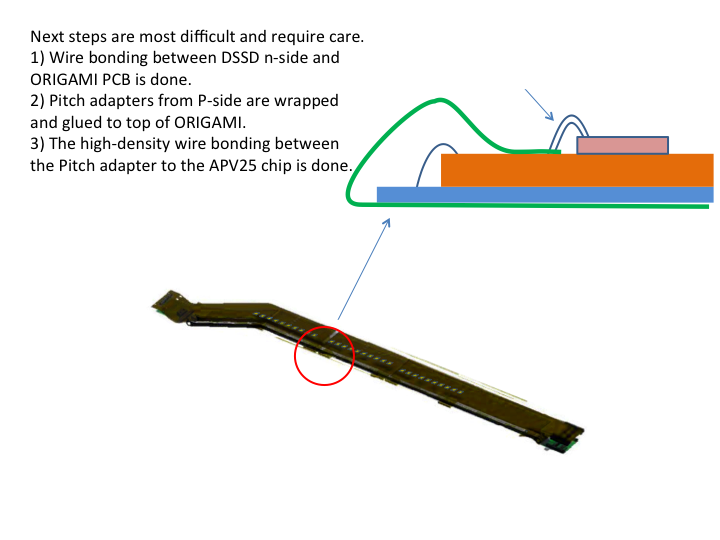 Next steps are most difficult and require care.
1) Wire bonding between DSSD n-side and
ORIGAMI PCB is done.
2) Pitch adapters from P-side are wrapped
and glued to top of ORIGAMI.
3) The high-density wire bonding between
the Pitch adapter to the APV25 chip is done.